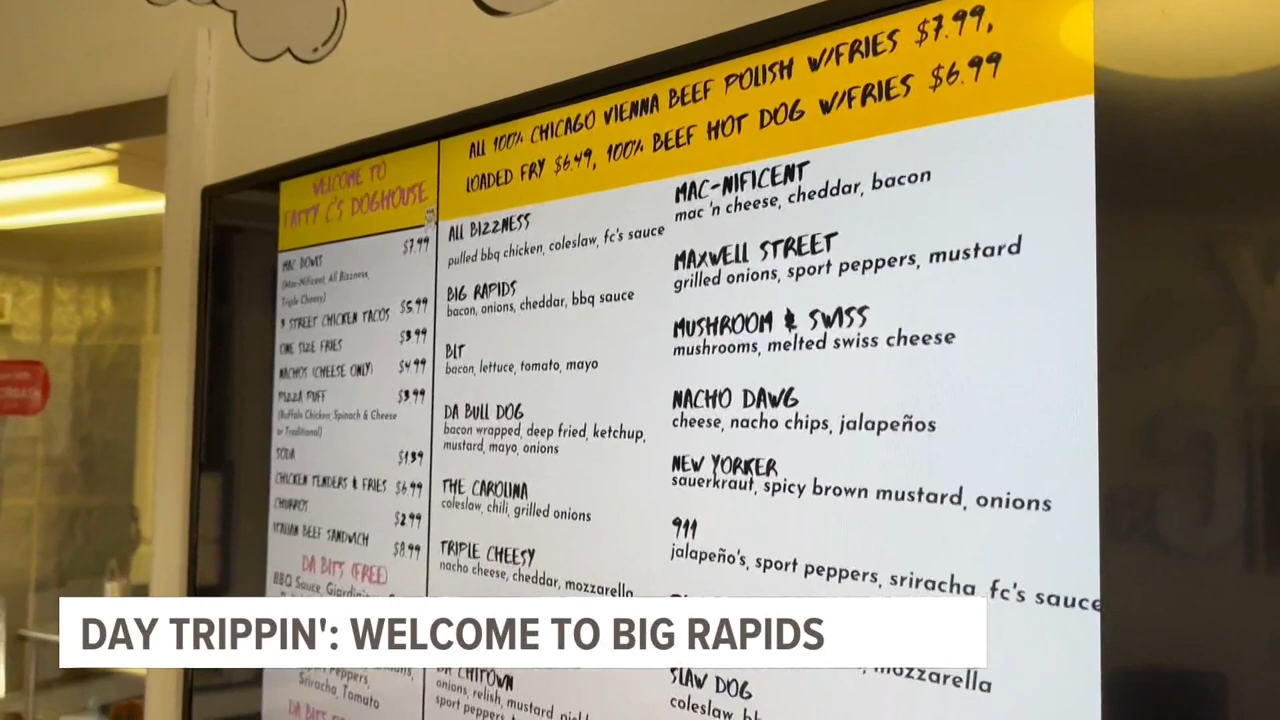 ALL 100% CHICAGO VIENNA BEEF POLISH W/FRIES $7.99,
LOADED FRY $6.49, 100% BEEF HOT DOG W/FRIES $6.99
WELCOME TO
FATTY C'S DOGHOUSE
MAC BOWLS $7.99
(Mac-Nificent, All Bizzness,
Triple Cheesy)
3 STREET CHICKEN TACOS $5.99
ONE SIZE FRIES $3.99
NACHOS (CHEESE ONLY) $4.99
PIZZA PUFF $3.99
(Buffalo Chicken, Spinach & Cheese
or Traditional)
SODA $1.39
CHICKEN TENDERS & FRIES $6.99
CHURROS $2.99
ITALIAN BEEF SANDWICH $8.99
DA BITS (FREE)
BBQ Sauce,
Peppers,
Sriracha, Tomato
DA BITS
ALL BIZZNESS
pulled bbq chicken, coleslaw, fc's sauce
BIG RAPIDS
bacon, onions, cheddar, bbq sauce
BLT
bacon, lettuce, tomato, mayo
DA BULL DOG
bacon wrapped, deep fried, ketchup,
mustard, mayo, onions
THE CAROLINA
coleslaw, chili, grilled onions
TRIPLE CHEESY
nacho cheese, cheddar, mozzarella
CHITOWN
onions, relish, mustard,
sport peppers
MAC-NIFICENT
mac 'n cheese, cheddar, bacon
MAXWELL STREET
grilled onions, sport peppers, mustard
MUSHROOM & SWISS
mushrooms, melted swiss cheese
NACHO DAWG
cheese, nacho chips, jalapeños
NEW YORKER
sauerkraut, spicy brown mustard, onions
911
jalapeño's, sport peppers, sriracha, fc's sauce
mozzarella
SLAW DOG
coleslaw,
DAY TRIPPIN': WELCOME TO BIG RAPIDS